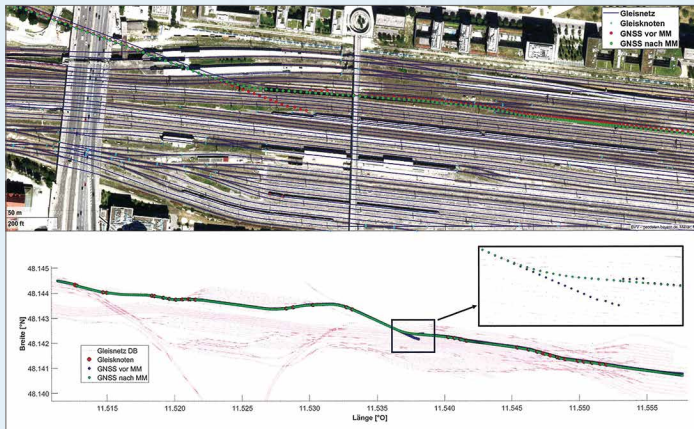 Gleisnetz
Gleisknoten
GNSS vor MM
GNSS nach MM
50 m
200 ft
48.145
48.144
48.143
48.142
48.141
48.140
Breite [°N]
Gleisnetz DB
Gleisknoten
GNSS vor MM
GNSS nach MM
11.515
11.520
11.525
11.530
11.535
11.540
11.545
11.550
11.555
Länge [°O]